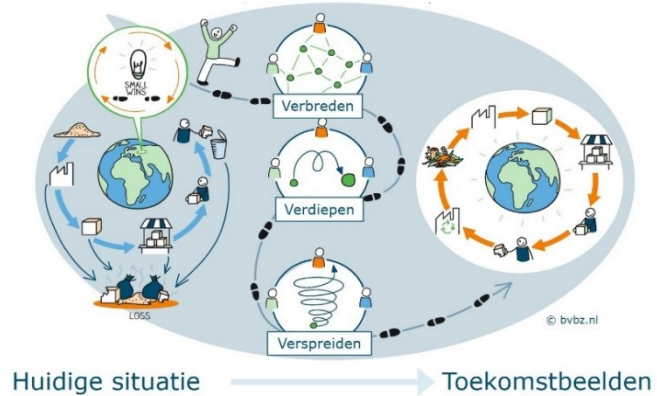 SMALL
WINS
Verbreden
Verdiepen
LOSS
Verspreiden
© bvbz.nl
Huidige situatie
Toekomstbeelden